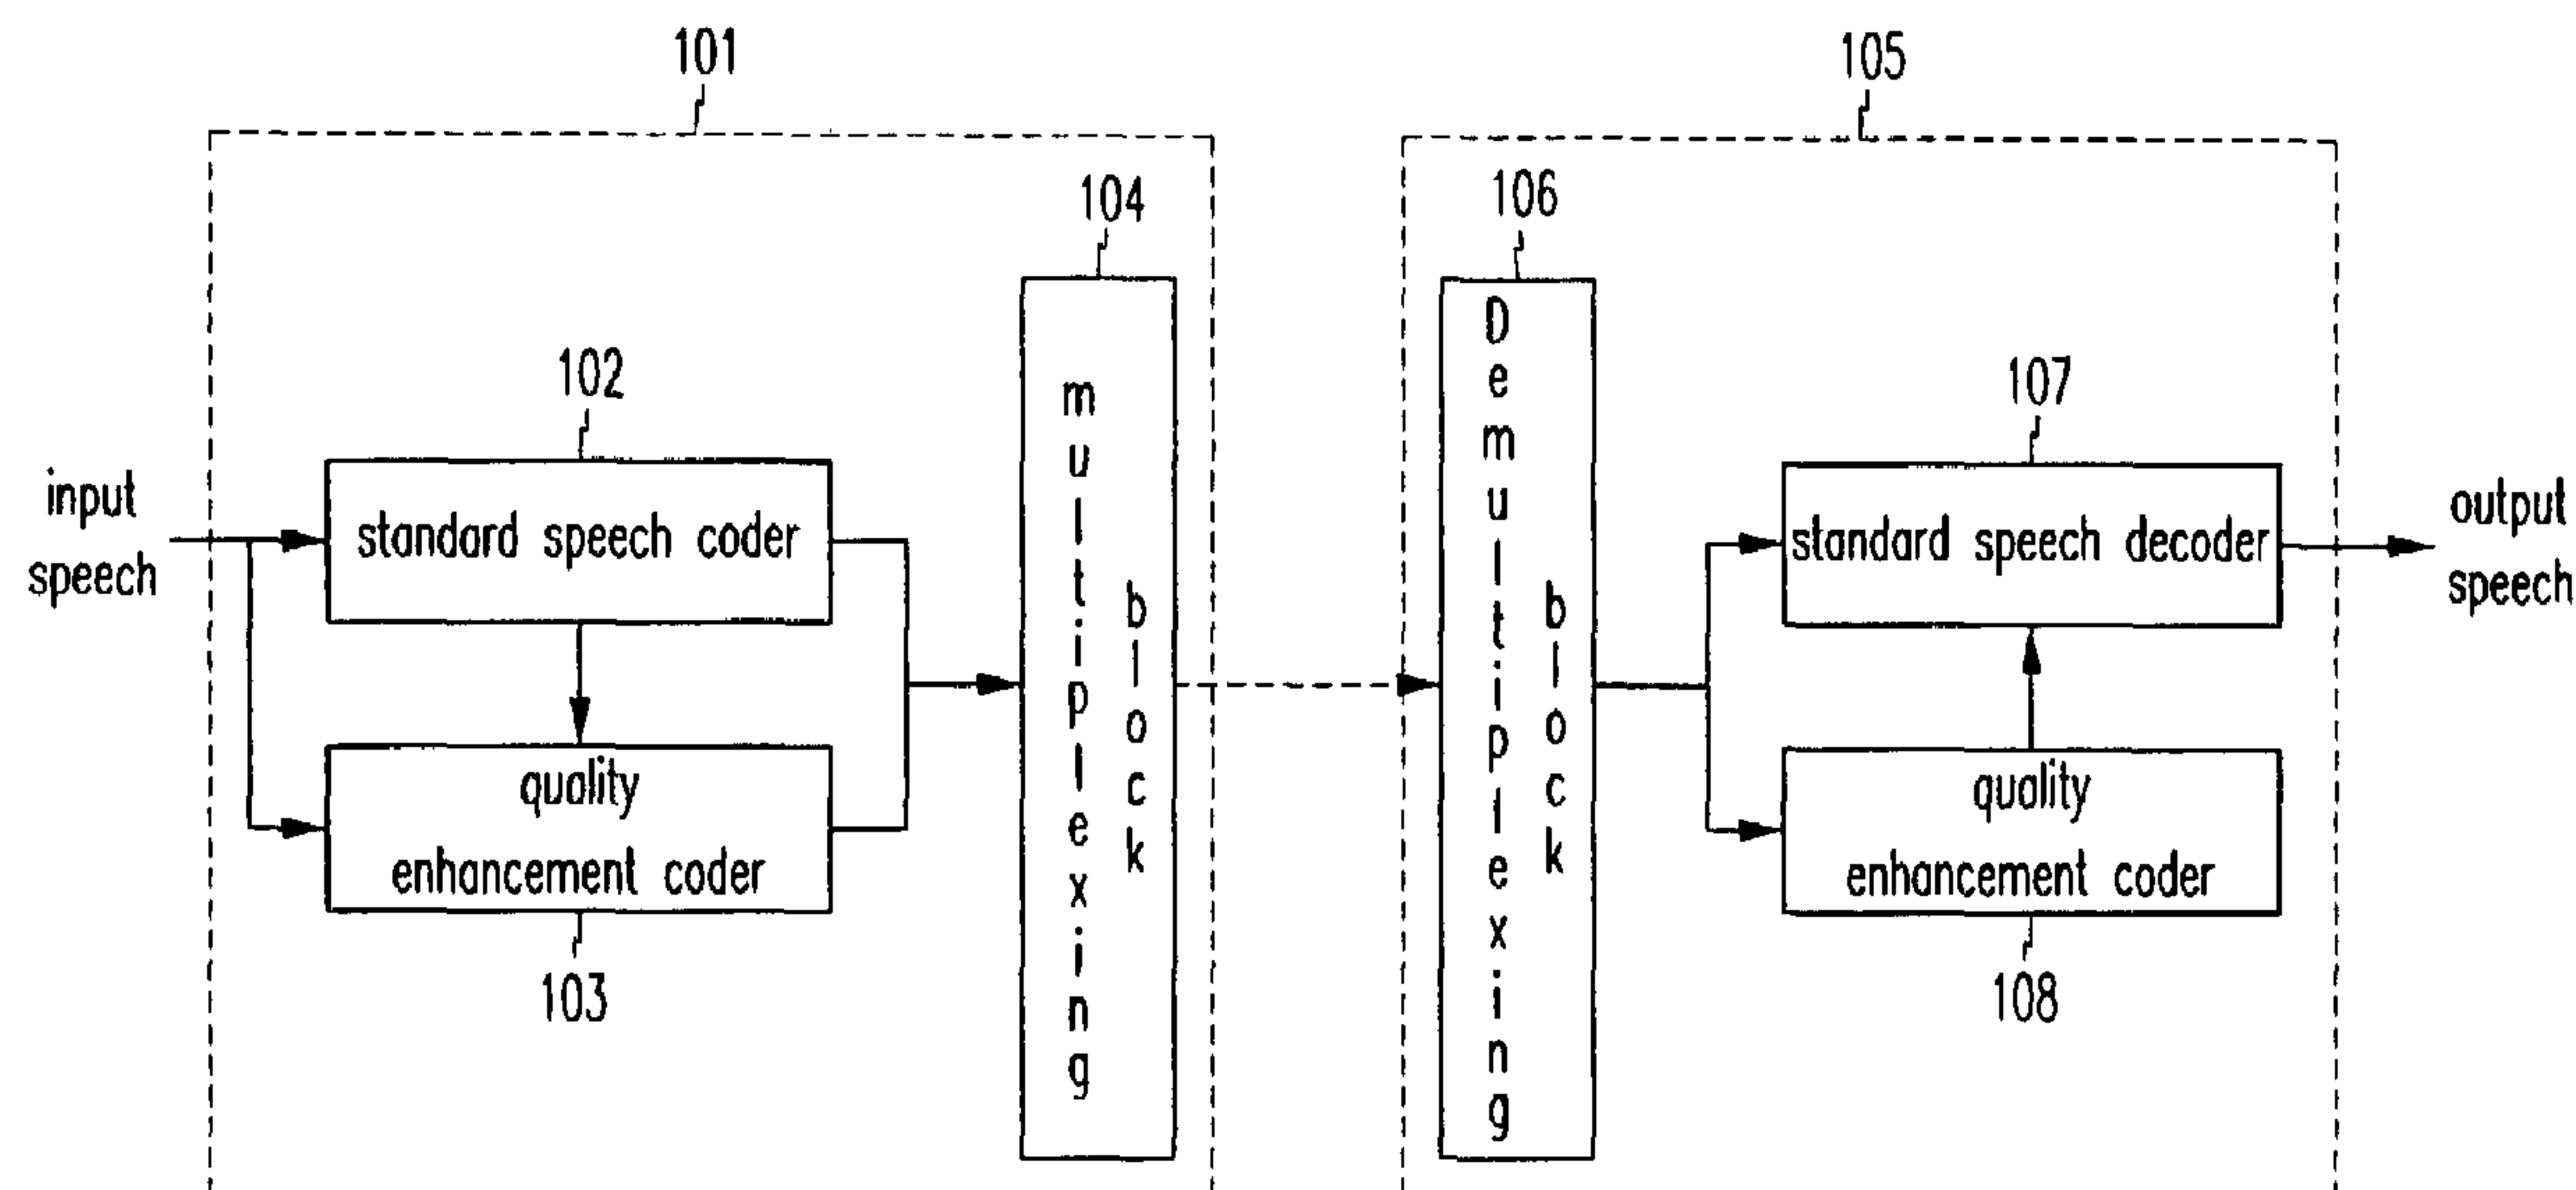 101
105
104
106
102
107
input
speech
standard speech coder
multiplexing
block
Demultiplexing
block
standard speech decoder
output
speech
quality
enhancement coder
quality
enhancement coder
103
108